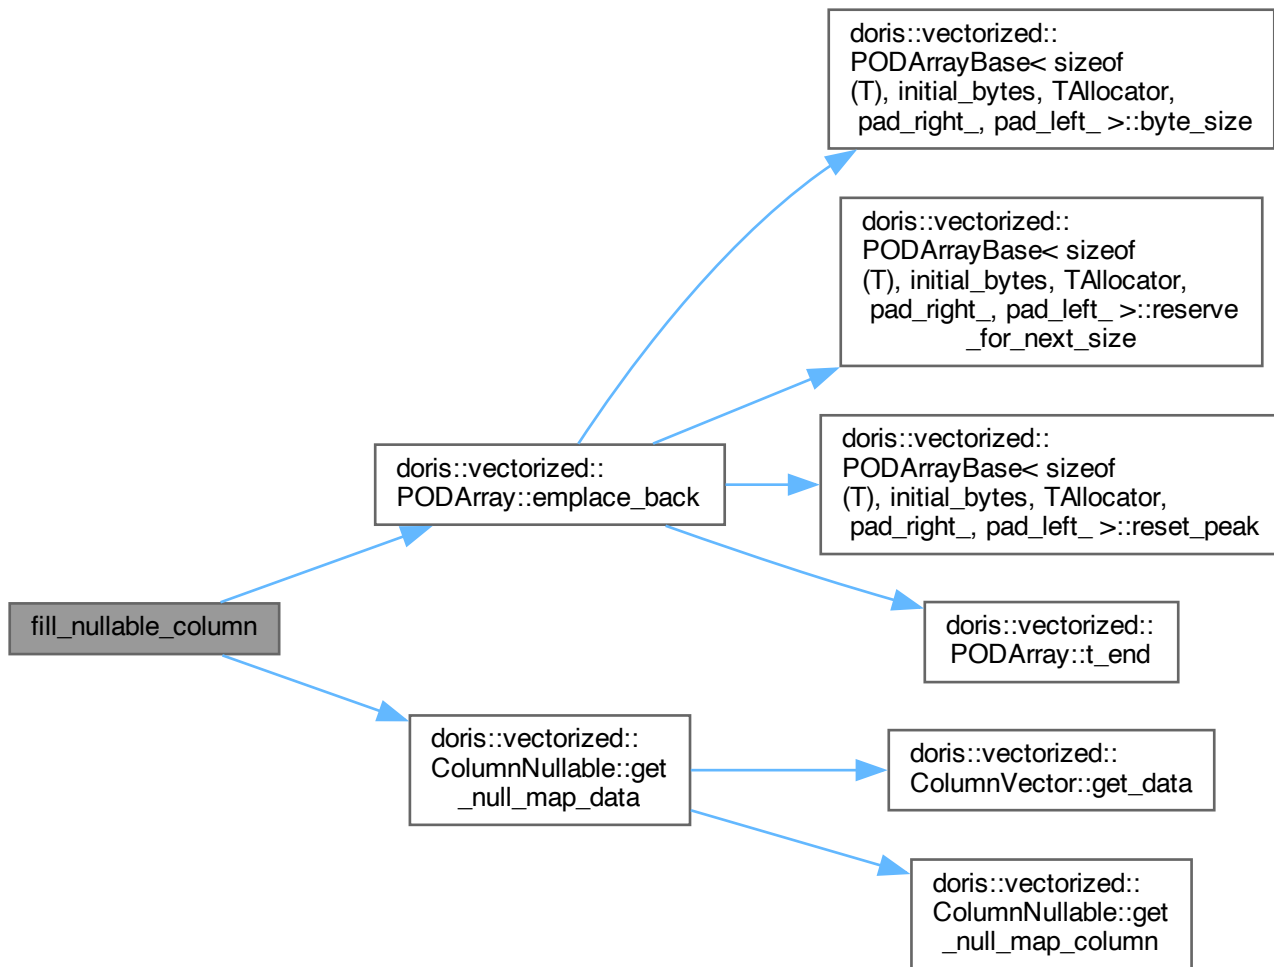 doris::vectorized::
PODArrayBase< sizeof
(T), initial_bytes, TAllocator,
pad_right_, pad_left_ >::byte_size
doris::vectorized::
PODArrayBase< sizeof
(T), initial_bytes, TAllocator,
pad_right_, pad_left_ >::reserve
_for_next_size
doris::vectorized::
PODArray::emplace_back
doris::vectorized::
PODArrayBase< sizeof
(T), initial_bytes, TAllocator,
pad_right_, pad_left_ >::reset_peak
fill_nullable_column
doris::vectorized::
PODArray::t_end
doris::vectorized::
ColumnNullable::get
_null_map_data
doris::vectorized::
ColumnVector::get_data
doris::vectorized::
ColumnNullable::get
_null_map_column